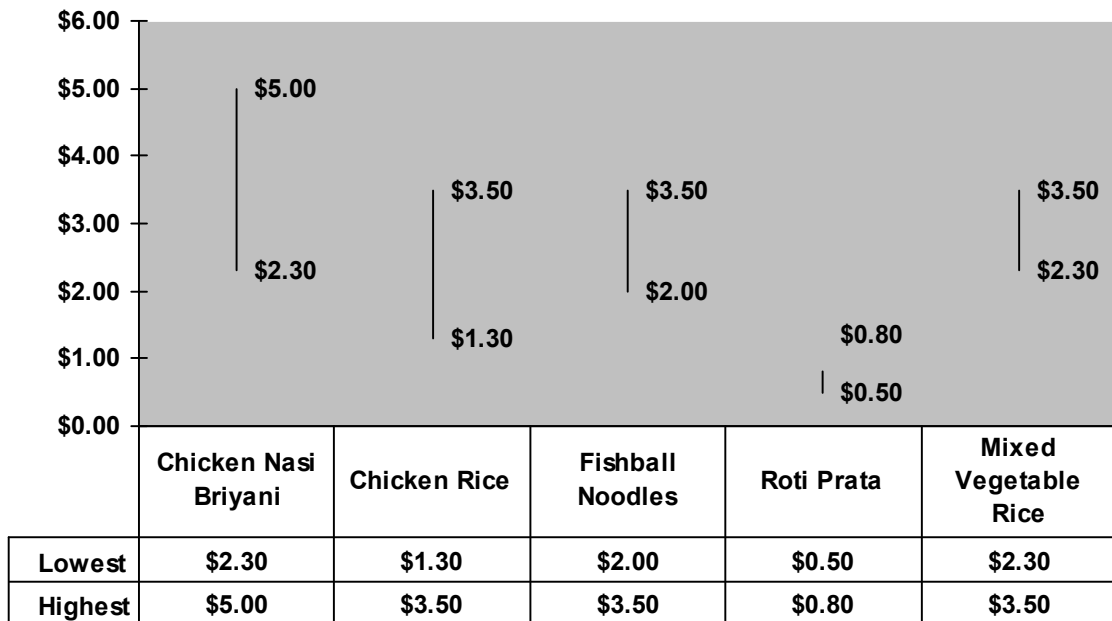 $6.00
$5.00
$5.00
$4.00
$3.50
$3.50
$3.50
$3.00
$2.30
$2.30
$2.00
$2.00
$1.30
$0.80
$1.00
$0.50
$0.00
Chicken Nasi Briyani
Chicken Rice
Fishball Noodles
Roti Prata
Mixed Vegetable Rice
Lowest $2.30 $1.30 $2.00 $0.50 $2.30
Highest $5.00 $3.50 $3.50 $0.80 $3.50